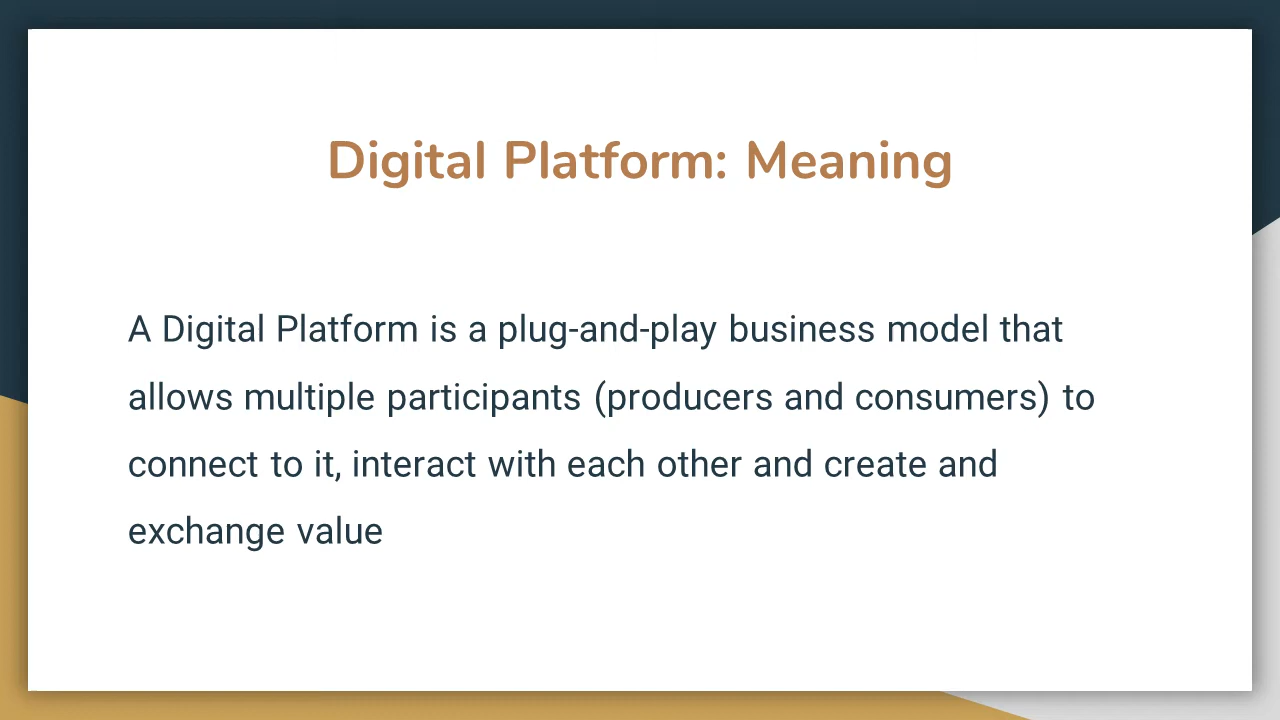 Digital Platform: Meaning
A Digital Platform is a plug-and-play business model that
allows multiple participants (producers and consumers) to
connect to it, interact with each other and create and
exchange value